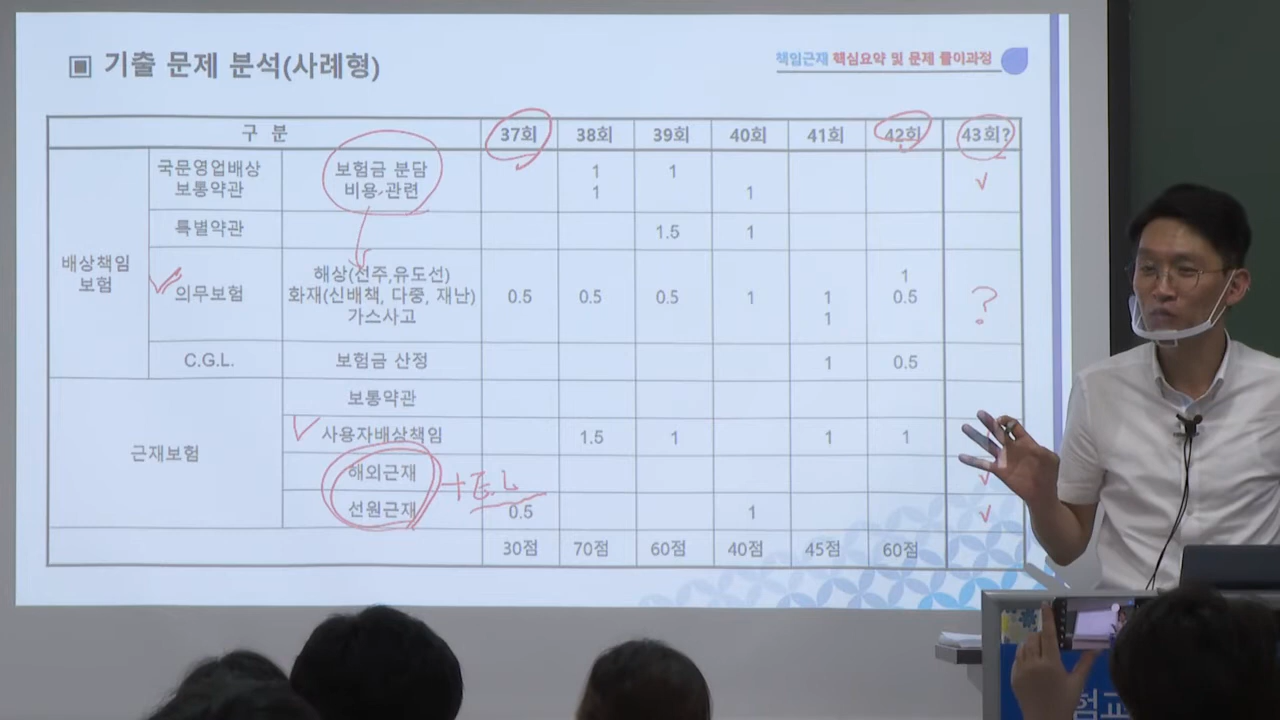 ▣ 기출 문제 분석(사례형)
책임근재 핵심요약 및 문제 풀이과정
구 분 37회 38회 39회 40회 41회 42회 43회?
배상책임
보험
국문영업배상
보통약관
보험금 분담
비용 관련
1 1
1 1
√
특별약관 1.5 1
의무보험
해상(선주,유도선)
화재(신배책, 다중, 재난)
가스사고
1
0.5 0.5 0.5 1 1 0.5
1
?
C.G.L. 보험금 산정 1 0.5
근재보험
보통약관
사용자배상책임 1.5 1 1 1
해외근재
+ E.L
√
선원근재 0.5 1 √
30점 70점 60점 40점 45점 60점
험교